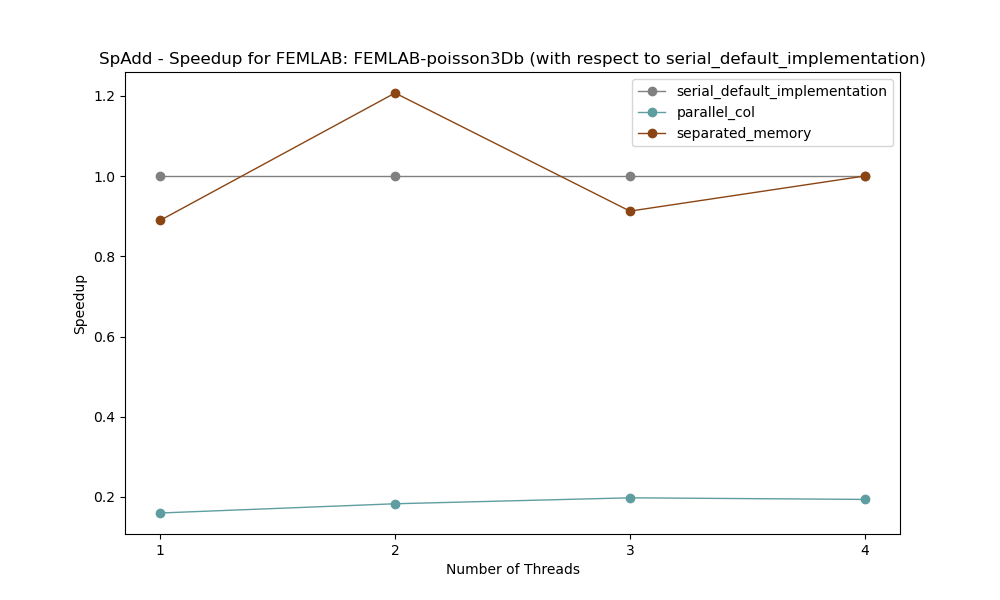 SpAdd - Speedup for FEMLAB: FEMLAB-poisson3Db (with respect to serial_default_implementation)
serial_default_implementation
parallel_col
separated_memory
Speedup
1.2
1.0
0.8
0.6
0.4
0.2
1
2
3
4
Number of Threads